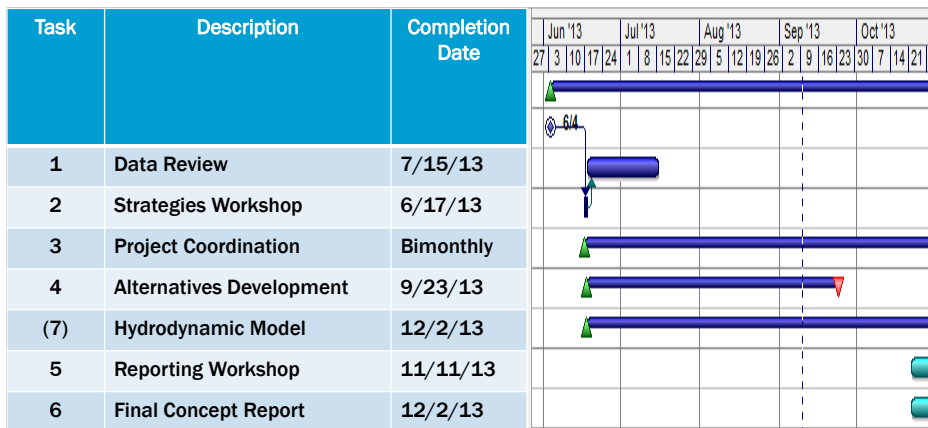 Task Description Completion Date
Jun '13 Jul '13 Aug '13 Sep '13 Oct '13
27 3 10 17 24 1 8 15 22 29 5 12 19 26 2 9 16 23 30 7 14 21
6/4
1 Data Review 7/15/13
2 Strategies Workshop 6/17/13
3 Project Coordination Bimonthly
4 Alternatives Development 9/23/13
(7) Hydrodynamic Model 12/2/13
5 Reporting Workshop 11/11/13
6 Final Concept Report 12/2/13